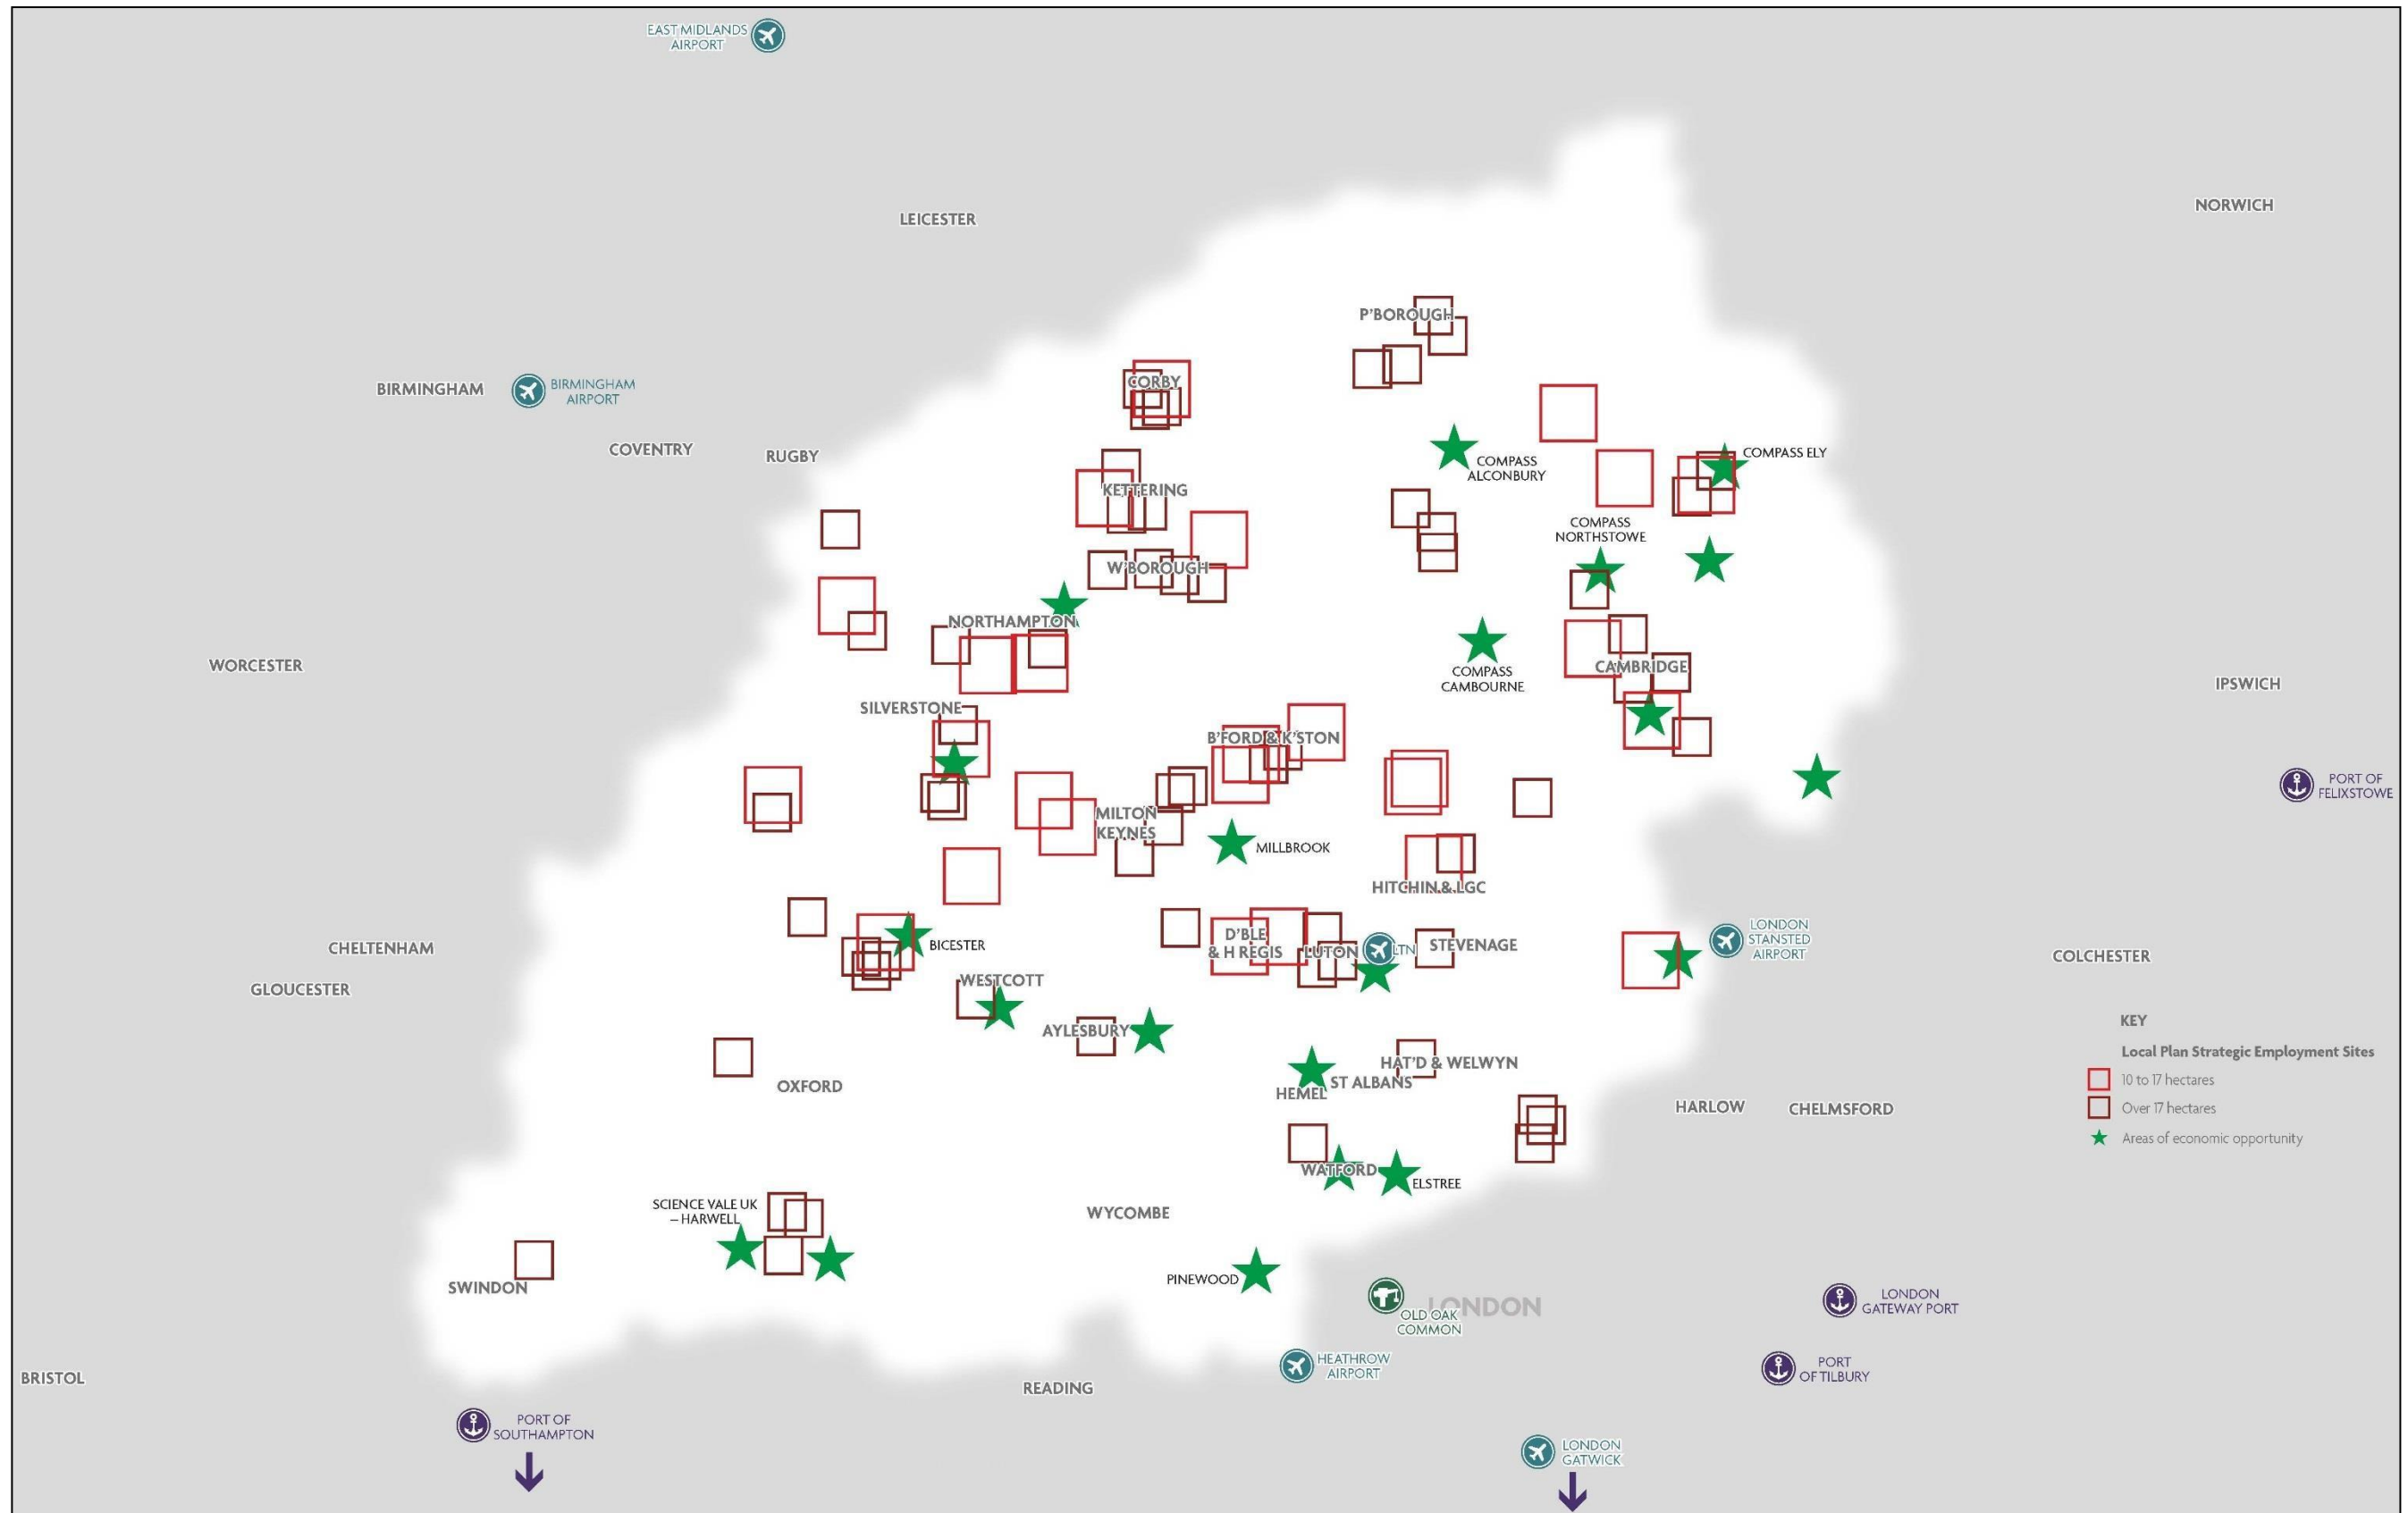 EAST MIDLANDS
AIRPORT
NORWICH
LEICESTER
P'BOROUGH
CORBY
BIRMINGHAM
BIRMINGHAM
AIRPORT
COVENTRY
RUGBY
COMPASS ELY
COMPASS
ALCONBURY
KETTERING
COMPASS
NORTHSTOWE
W'BOROUGH
NORTHAMPTON
WORCESTER
CAMBRIDGE
COMPASS
CAMBOURNE
IPSWICH
SILVERSTONE
B'FORD & K'STON
PORT OF
FELIXSTOWE
MILTON
KEYNES
MILLBROOK
HITCHIN & LGC
CHELTENHAM
BICESTER
D'BLE
& H REGIS
LUTON
LTN
STEVENAGE
LONDON
STANSTED
AIRPORT
COLCHESTER
GLOUCESTER
WESTCOTT
AYLESBURY
HAT'D & WELWYN
OXFORD
ST ALBANS
HEMEL
HARLOW
CHELMSFORD
KEY
Local Plan Strategic Employment Sites
10 to 17 hectares
Over 17 hectares
Areas of economic opportunity
WATFORD
ELSTREE
SCIENCE VALE UK
– HARWELL
WYCOMBE
SWINDON
PINEWOOD
LONDON
OLD OAK
COMMON
LONDON
GATEWAY PORT
HEATHROW
AIRPORT
PORT
OF TILBURY
BRISTOL
READING
PORT OF
SOUTHAMPTON
LONDON
GATWICK